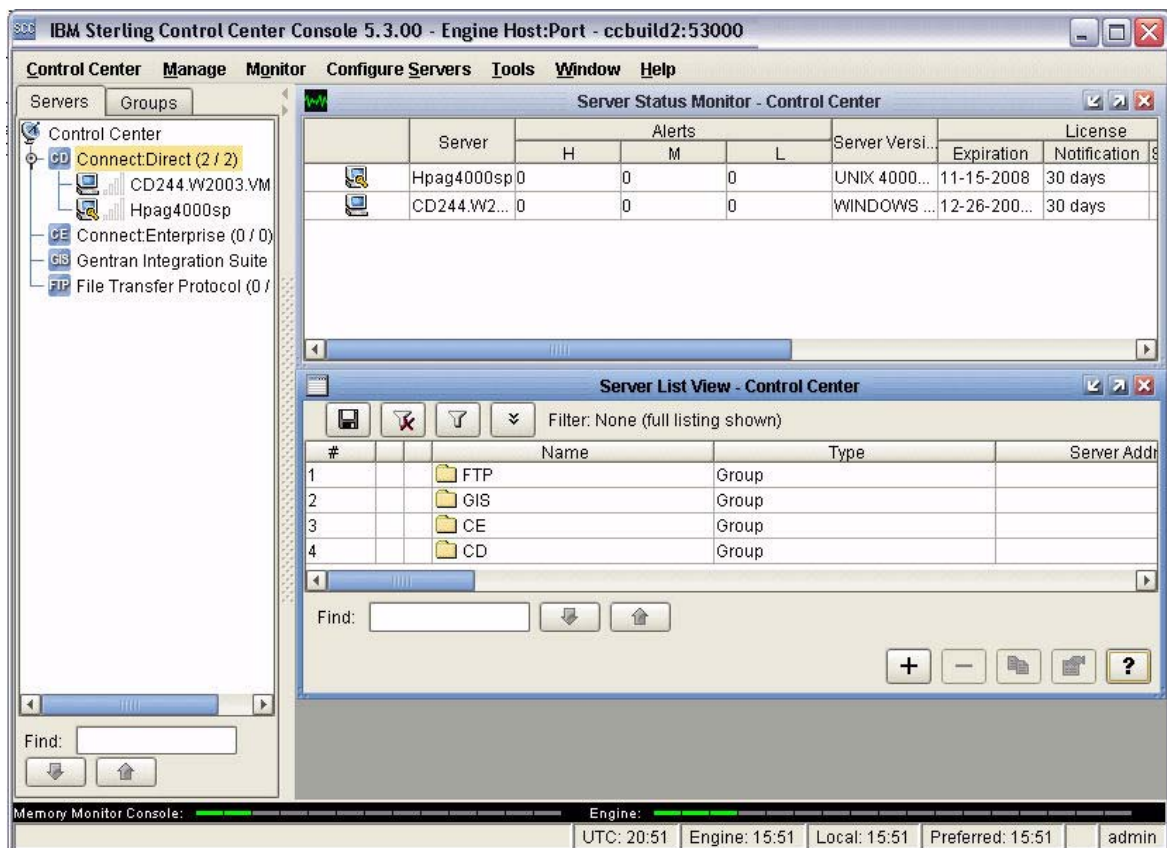 SCC IBM Sterling Control Center Console 5.3.00 - Engine Host:Port - ccbuild2:53000
Control Center Manage Monitor Configure Servers Tools Window Help
Servers Groups
Control Center
CD Connect:Direct (2 / 2)
CD244.W2003.VM
Hpag4000sp
CE Connect:Enterprise (0 / 0)
GIS Gentran Integration Suite
FTP File Transfer Protocol (0 /
Find:
Server Status Monitor - Control Center
Server Alerts Server Versi... License
H M L Expiration Notification S
Hpag4000sp 0 0 0 UNIX 4000... 11-15-2008 30 days
CD244.W2... 0 0 0 WINDOWS ... 12-26-200... 30 days
Server List View - Control Center
Filter: None (full listing shown)
# Name Type Server Addr
1 FTP Group
2 GIS Group
3 CE Group
4 CD Group
Find:
+ − ?
Memory Monitor Console: Engine:
UTC: 20:51 Engine: 15:51 Local: 15:51 Preferred: 15:51 admin